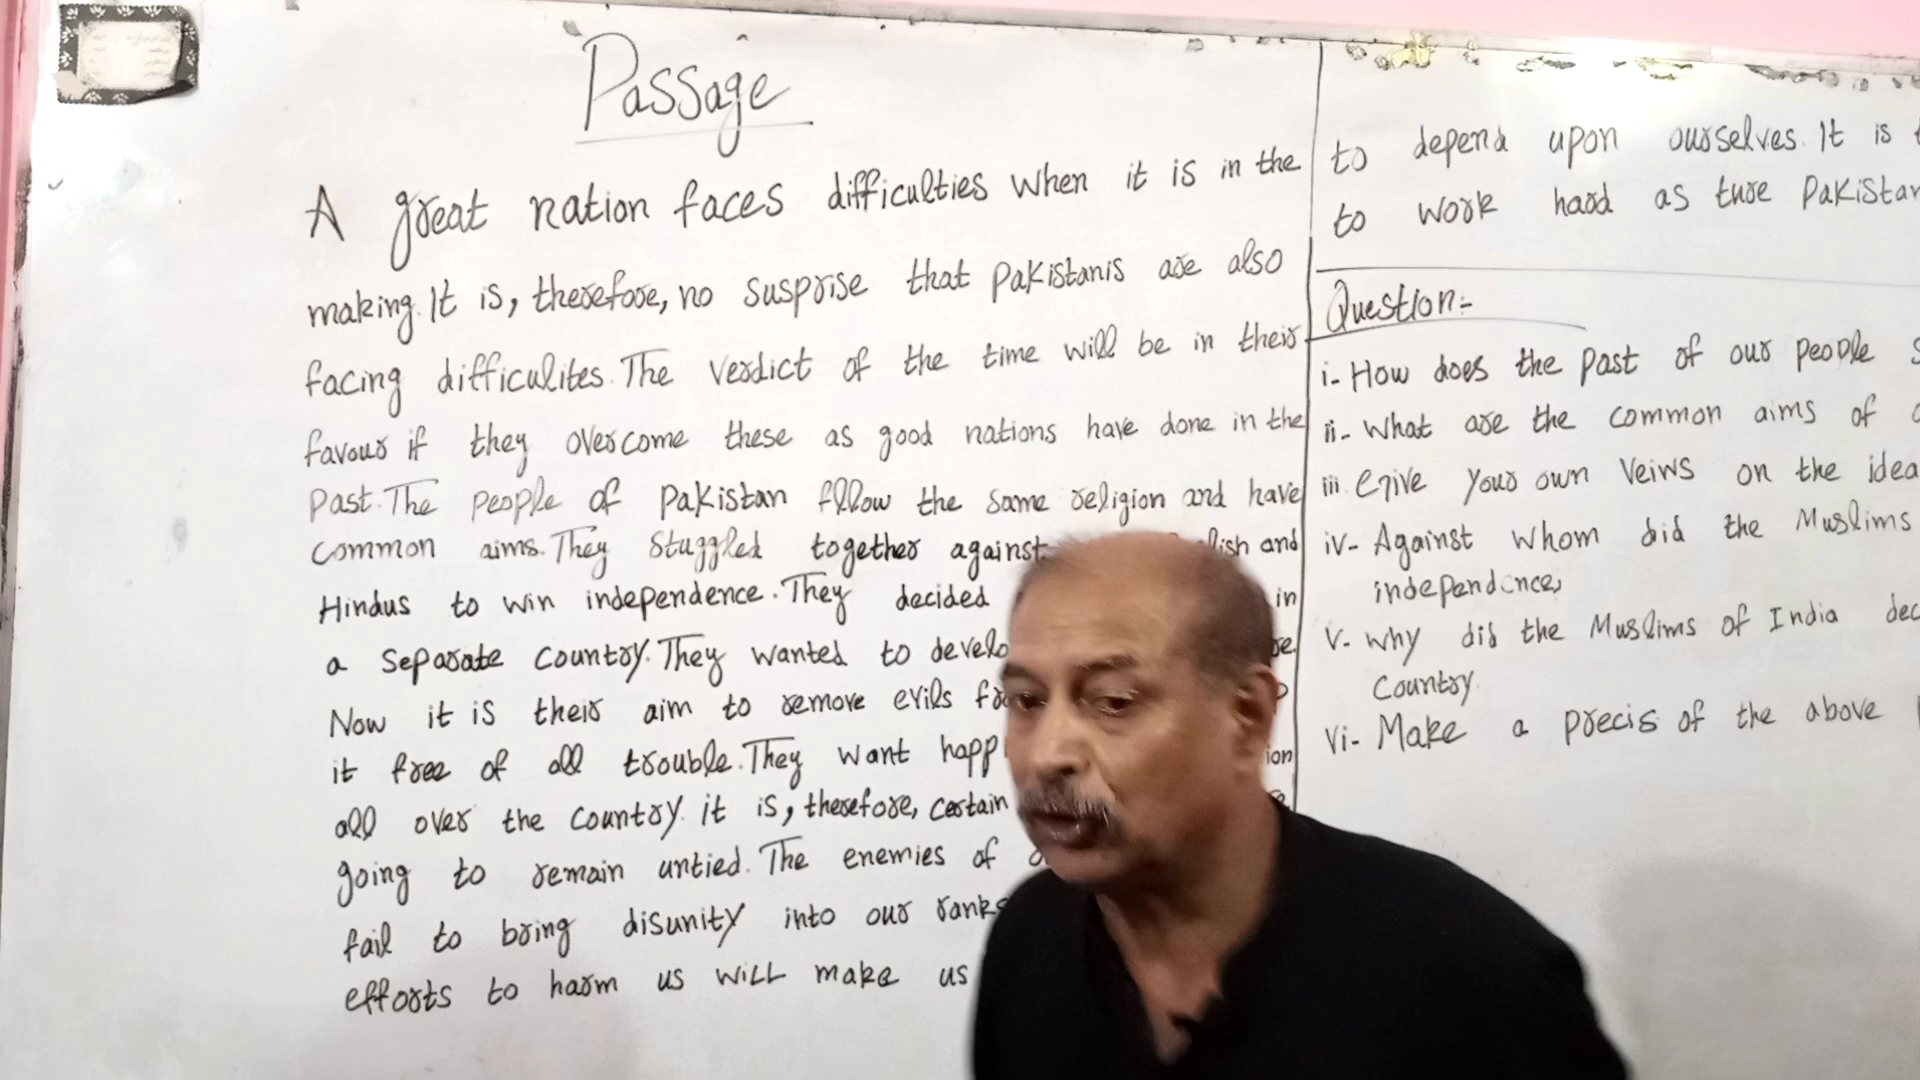 Passage
A great nation faces difficulties when it is in the
making. It is, therefore, no susprise that pakistanis are also
facing difficulites. The verdict of the time will be in their
favour if they overcome these as good nations have done in the
past. The people of pakistan fllow the same religion and have
common aims. They stuggled together against lish and
Hindus to win independence. They decided in
a separate country. They wanted to develo
Now it is their aim to remove evils
it free of all trouble. They want happ ion
all over the country. it is, therefore, certain
going to remain untied. The enemies of
fail to bring disunity into our ranks
efforts to harm us will make us
to depend upon ourselves. It is
to work hard as ture pakistan
Question:-
i- How does the past of our people
ii- What are the common aims of
iii Give your own veiws on the idea
iv- Against whom did the Muslims
independence,
v. why did the Muslims of India dec
country.
vi- Make a precis of the above